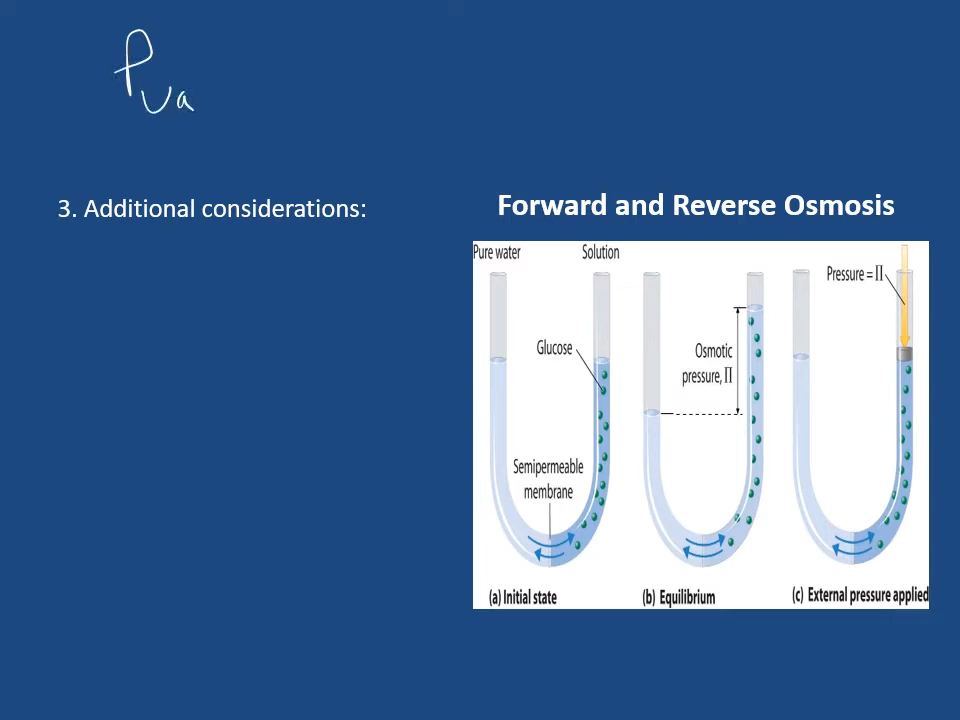 3. Additional considerations:
Forward and Reverse Osmosis
Pure water
Solution
Glucose
Semipermeable
membrane
(a) Initial state
Osmotic
pressure, Π
(b) Equilibrium
Pressure = Π
(c) External pressure applied